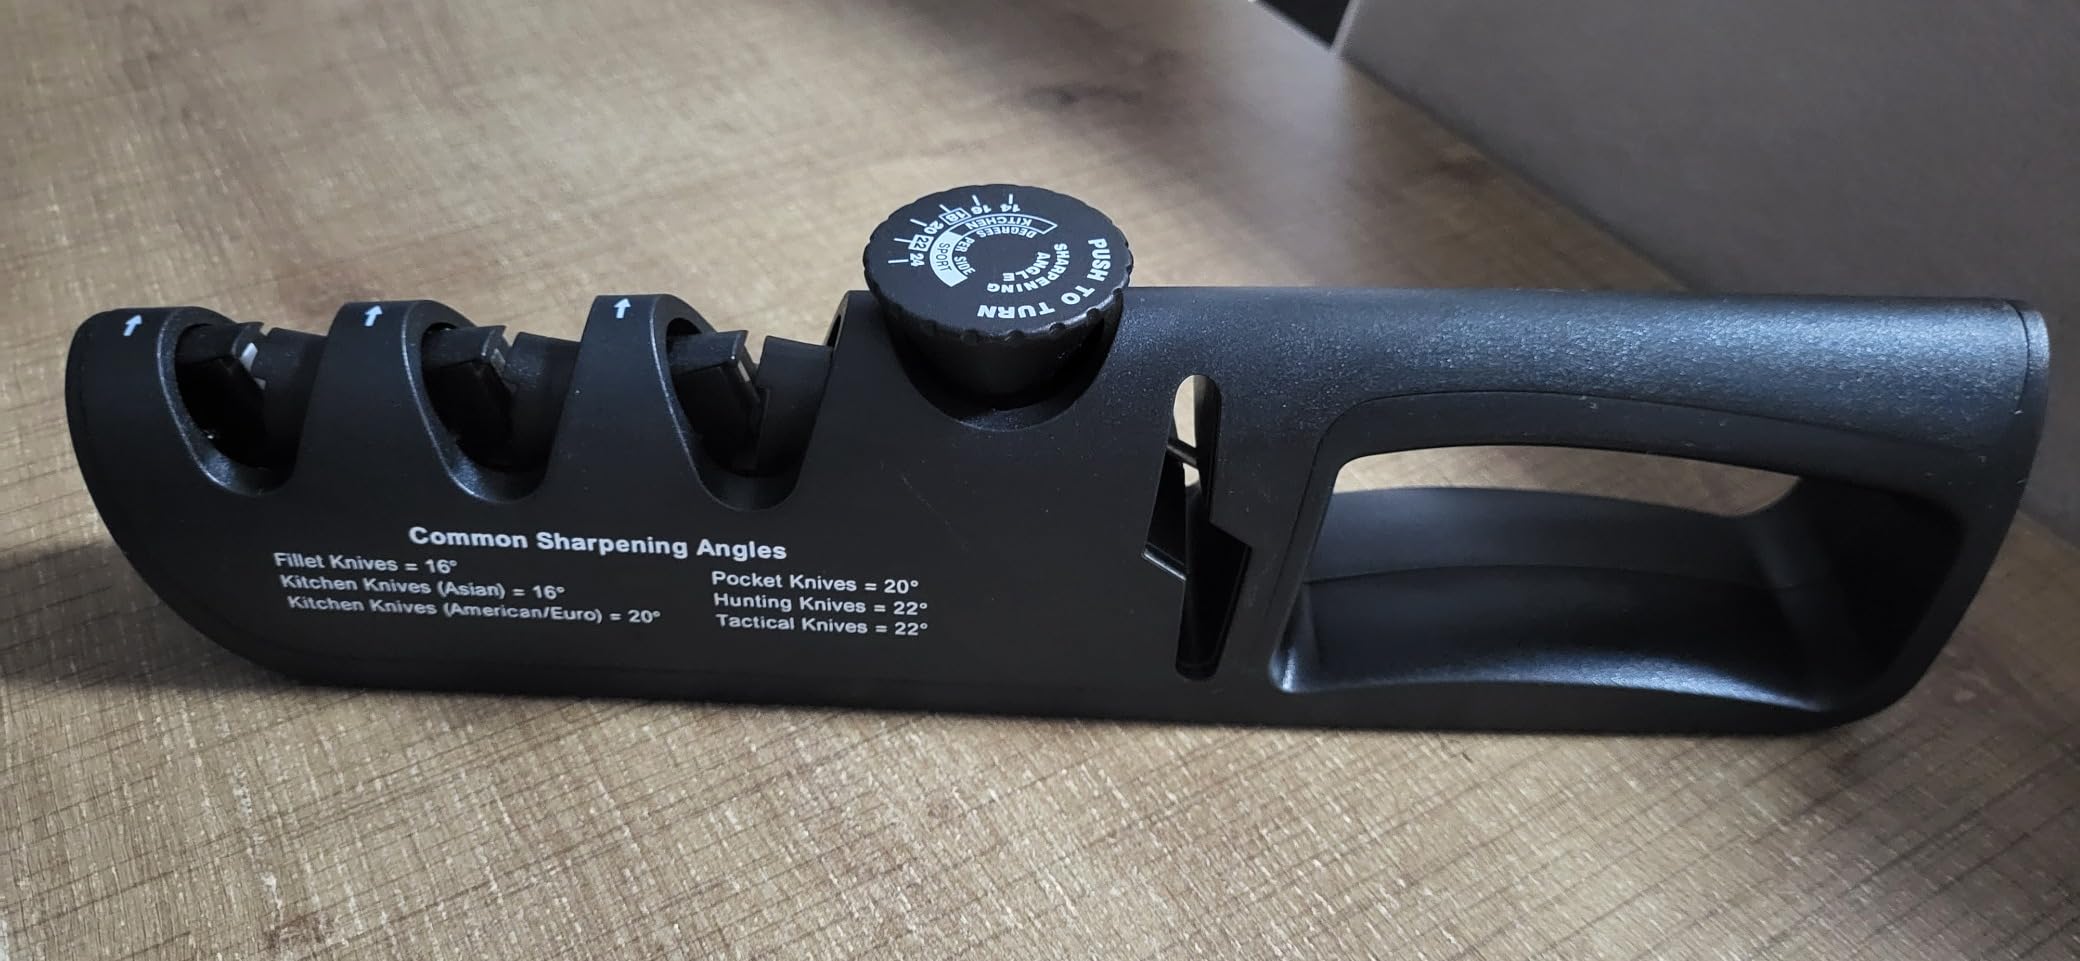 PUSH TO TURN
SHARPENING
ANGLE
DEGREES PER SIDE
KITCHEN
SPORT
14 16 18 20 22 24
Common Sharpening Angles
Fillet Knives = 16°
Kitchen Knives (Asian) = 16°
Kitchen Knives (American/Euro) = 20°
Pocket Knives = 20°
Hunting Knives = 22°
Tactical Knives = 22°